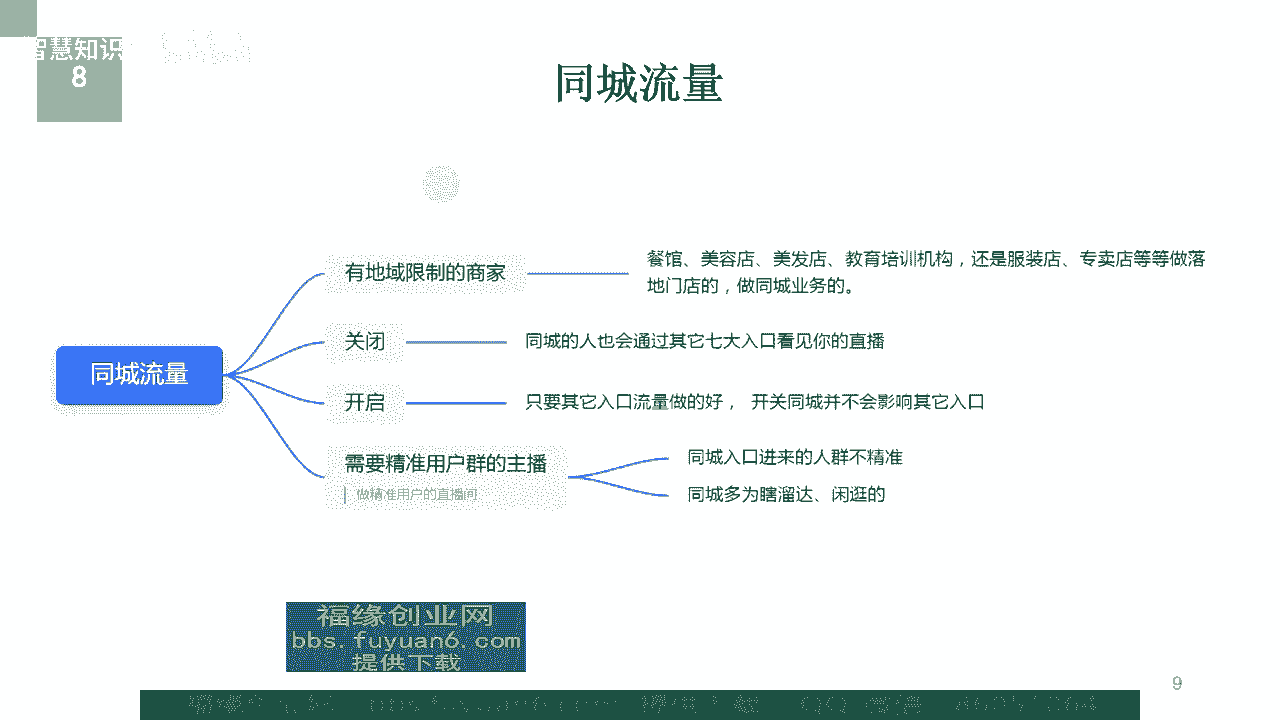 智慧知识
8
同城流量
有地域限制的商家
餐馆、美容店、美发店、教育培训机构，还是服装店、专卖店等等做落
地门店的，做同城业务的。
关闭
同城的人也会通过其它七大入口看见你的直播
同城流量
开启
只要其它入口流量做的好， 开关同城并不会影响其它入口
需要精准用户群的主播
做精准用户的直播间
同城入口进来的人群不精准
同城多为瞎溜达、闲逛的
福缘创业网
bbs.fuyuan6.com
提供下载
9